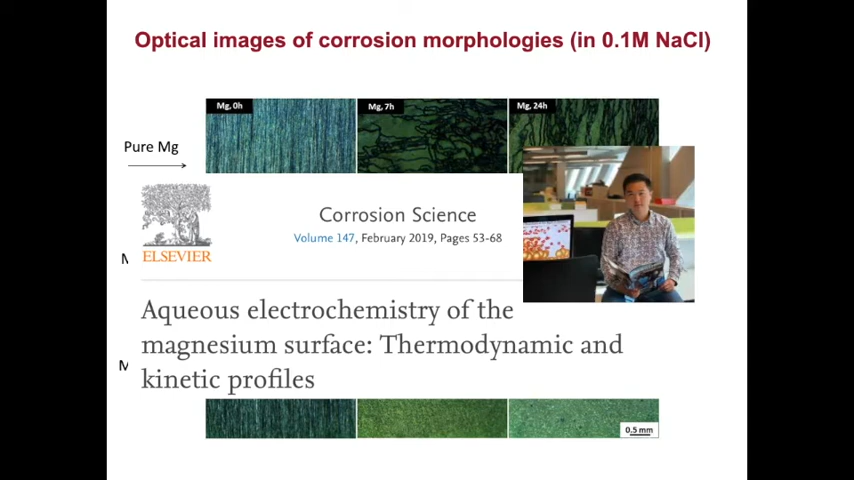 Optical images of corrosion morphologies (in 0.1M NaCl)
Mg, 0h
Mg, 7h
Mg, 24h
Pure Mg
Corrosion Science
Volume 147, February 2019, Pages 53-68
ELSEVIER
M
Aqueous electrochemistry of the
magnesium surface: Thermodynamic and
M
kinetic profiles
0.5 mm